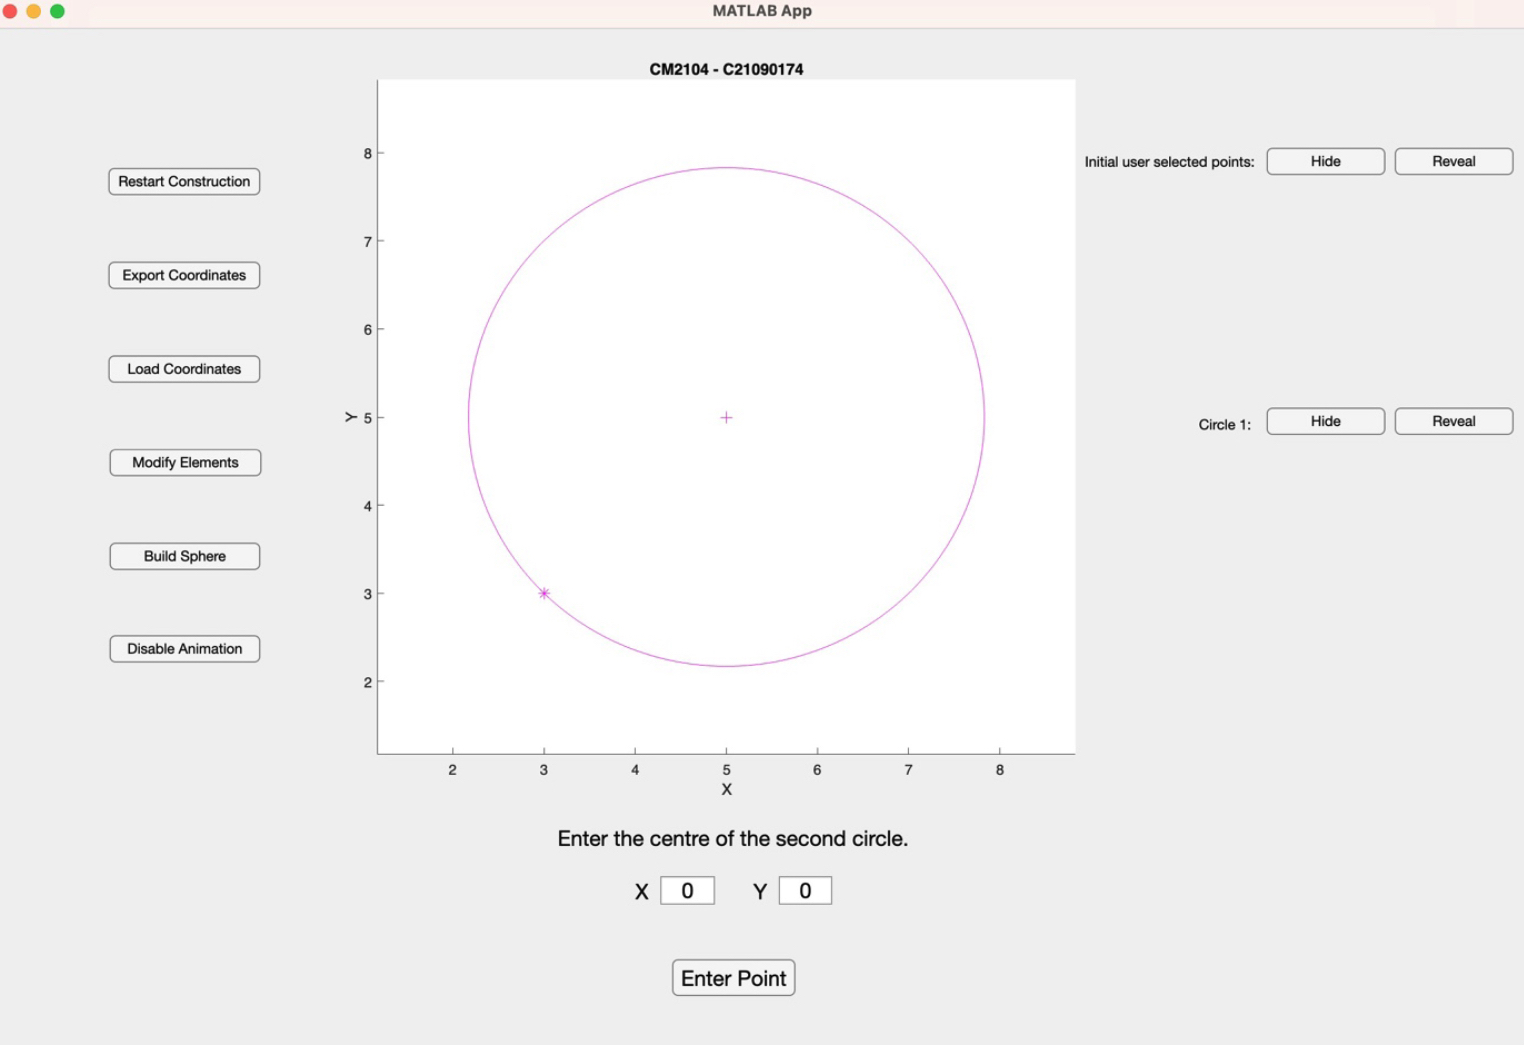 MATLAB App
CM2104 - C21090174
Restart Construction
Export Coordinates
Load Coordinates
Modify Elements
Build Sphere
Disable Animation
8
7
6
Y 5
4
3
2
2 3 4 5 6 7 8
X
Initial user selected points: Hide Reveal
Circle 1: Hide Reveal
Enter the centre of the second circle.
X 0 Y 0
Enter Point